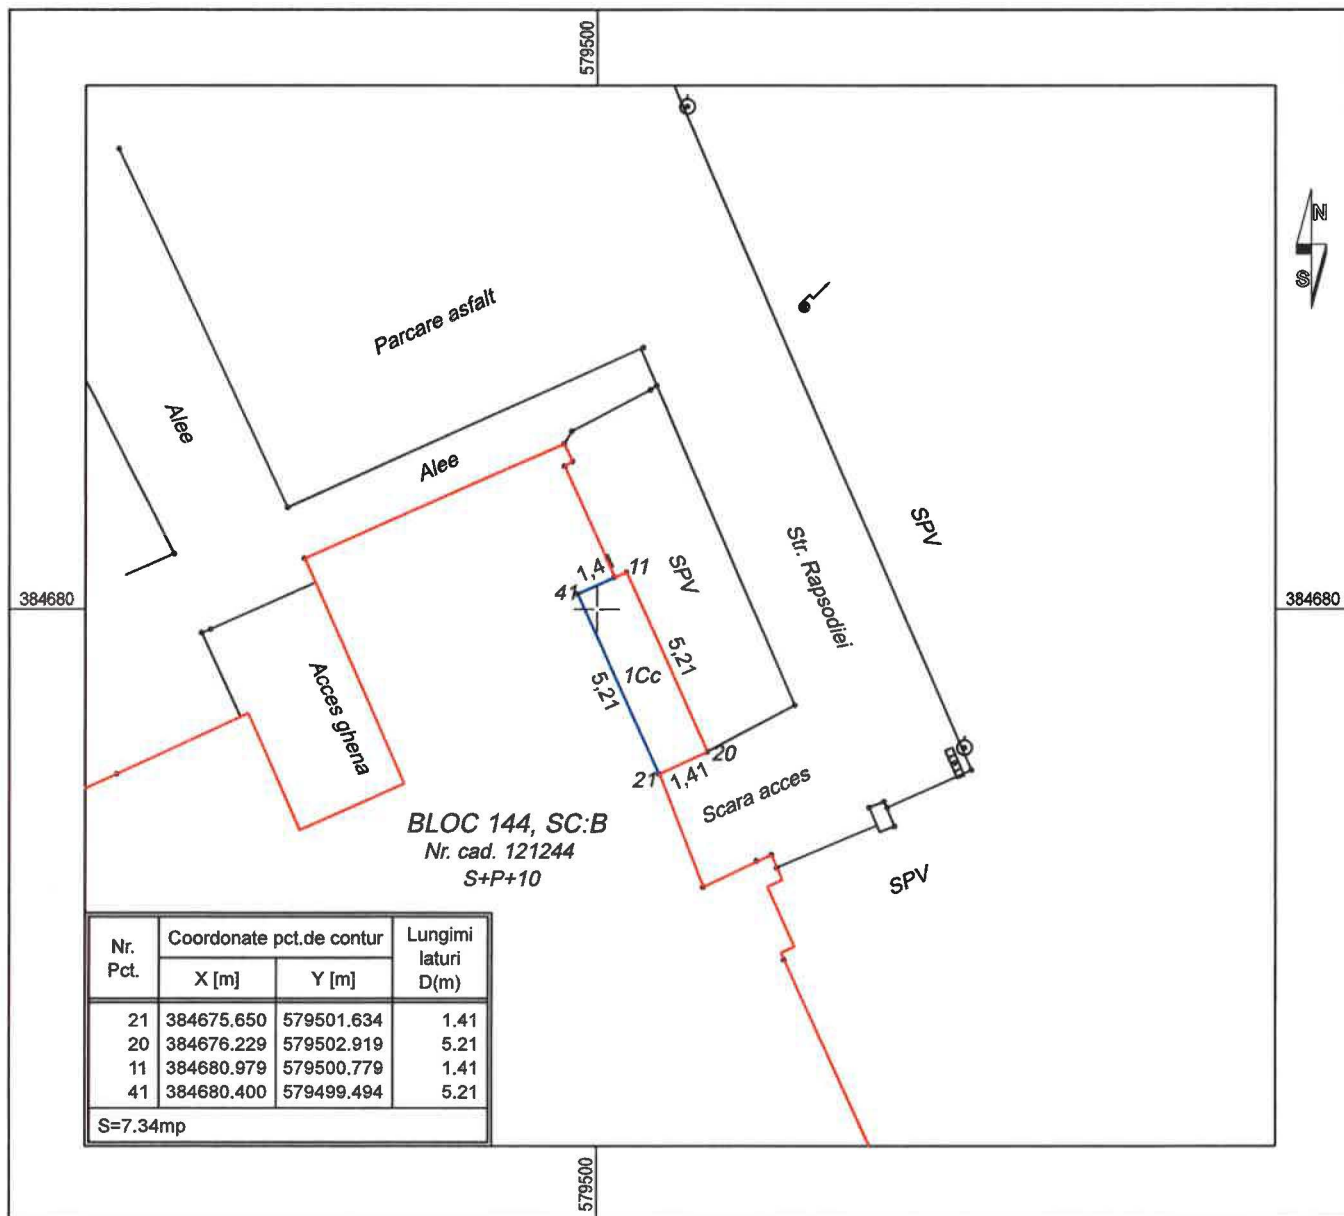 579500
N
S
Parcare asfalt
Alee
Alee
SPV
SPV
Str. Rapsodiei
384680
384680
1,41
11
41
5,21
1Cc
5,21
Acces ghena
20
21
1,41
Scara acces
BLOC 144, SC:B
Nr. cad. 121244
S+P+10
SPV
Nr. Pct.
Coordonate pct.de contur
Lungimi laturi D(m)
X [m]
Y [m]
21 384675.650 579501.634 1.41
20 384676.229 579502.919 5.21
11 384680.979 579500.779 1.41
41 384680.400 579499.494 5.21
S=7.34mp
579500